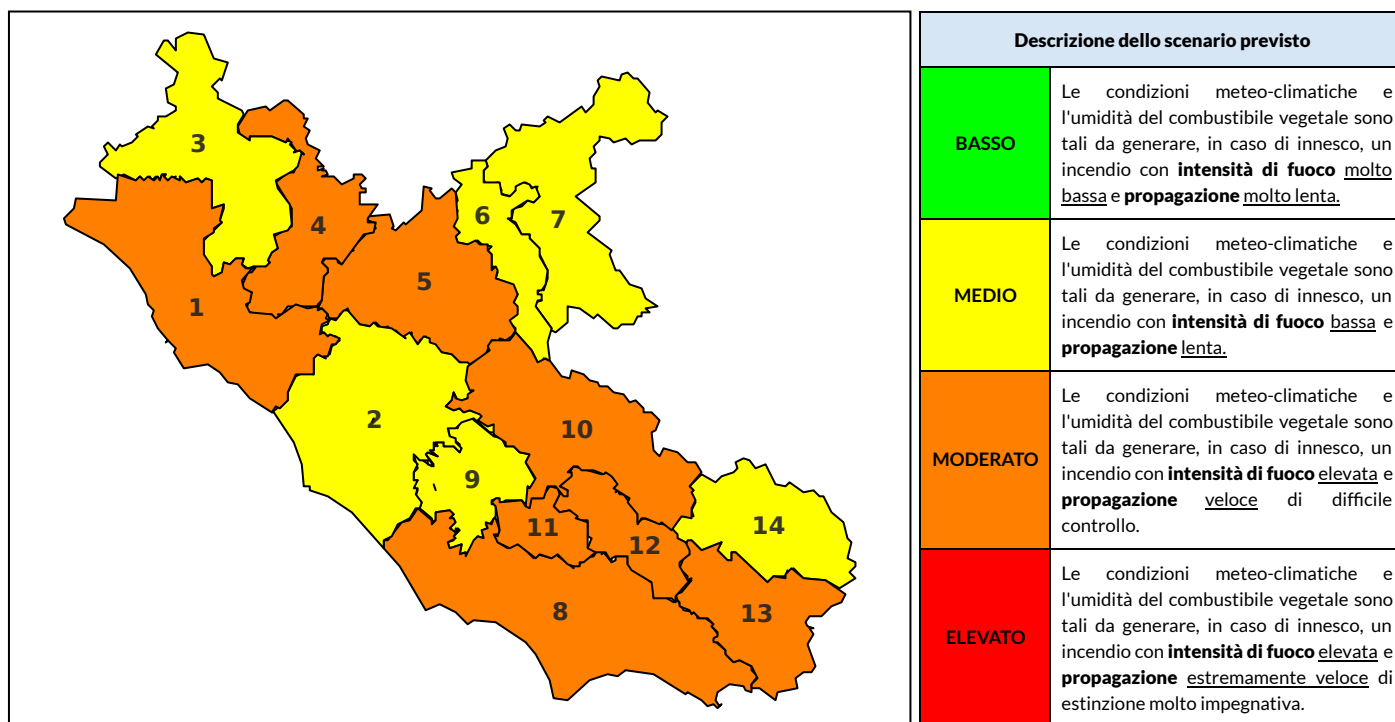 3
4
6
7
5
1
2
10
9
14
11
12
8
13
Descrizione dello scenario previsto
BASSO
Le condizioni meteo-climatiche e
l'umidità del combustibile vegetale sono
tali da generare, in caso di innesco, un
incendio con intensità di fuoco molto
bassa e propagazione molto lenta.
MEDIO
Le condizioni meteo-climatiche e
l'umidità del combustibile vegetale sono
tali da generare, in caso di innesco, un
incendio con intensità di fuoco bassa e
propagazione lenta.
MODERATO
Le condizioni meteo-climatiche e
l'umidità del combustibile vegetale sono
tali da generare, in caso di innesco, un
incendio con intensità di fuoco elevata e
propagazione veloce di difficile
controllo.
ELEVATO
Le condizioni meteo-climatiche e
l'umidità del combustibile vegetale sono
tali da generare, in caso di innesco, un
incendio con intensità di fuoco elevata e
propagazione estremamente veloce di
estinzione molto impegnativa.